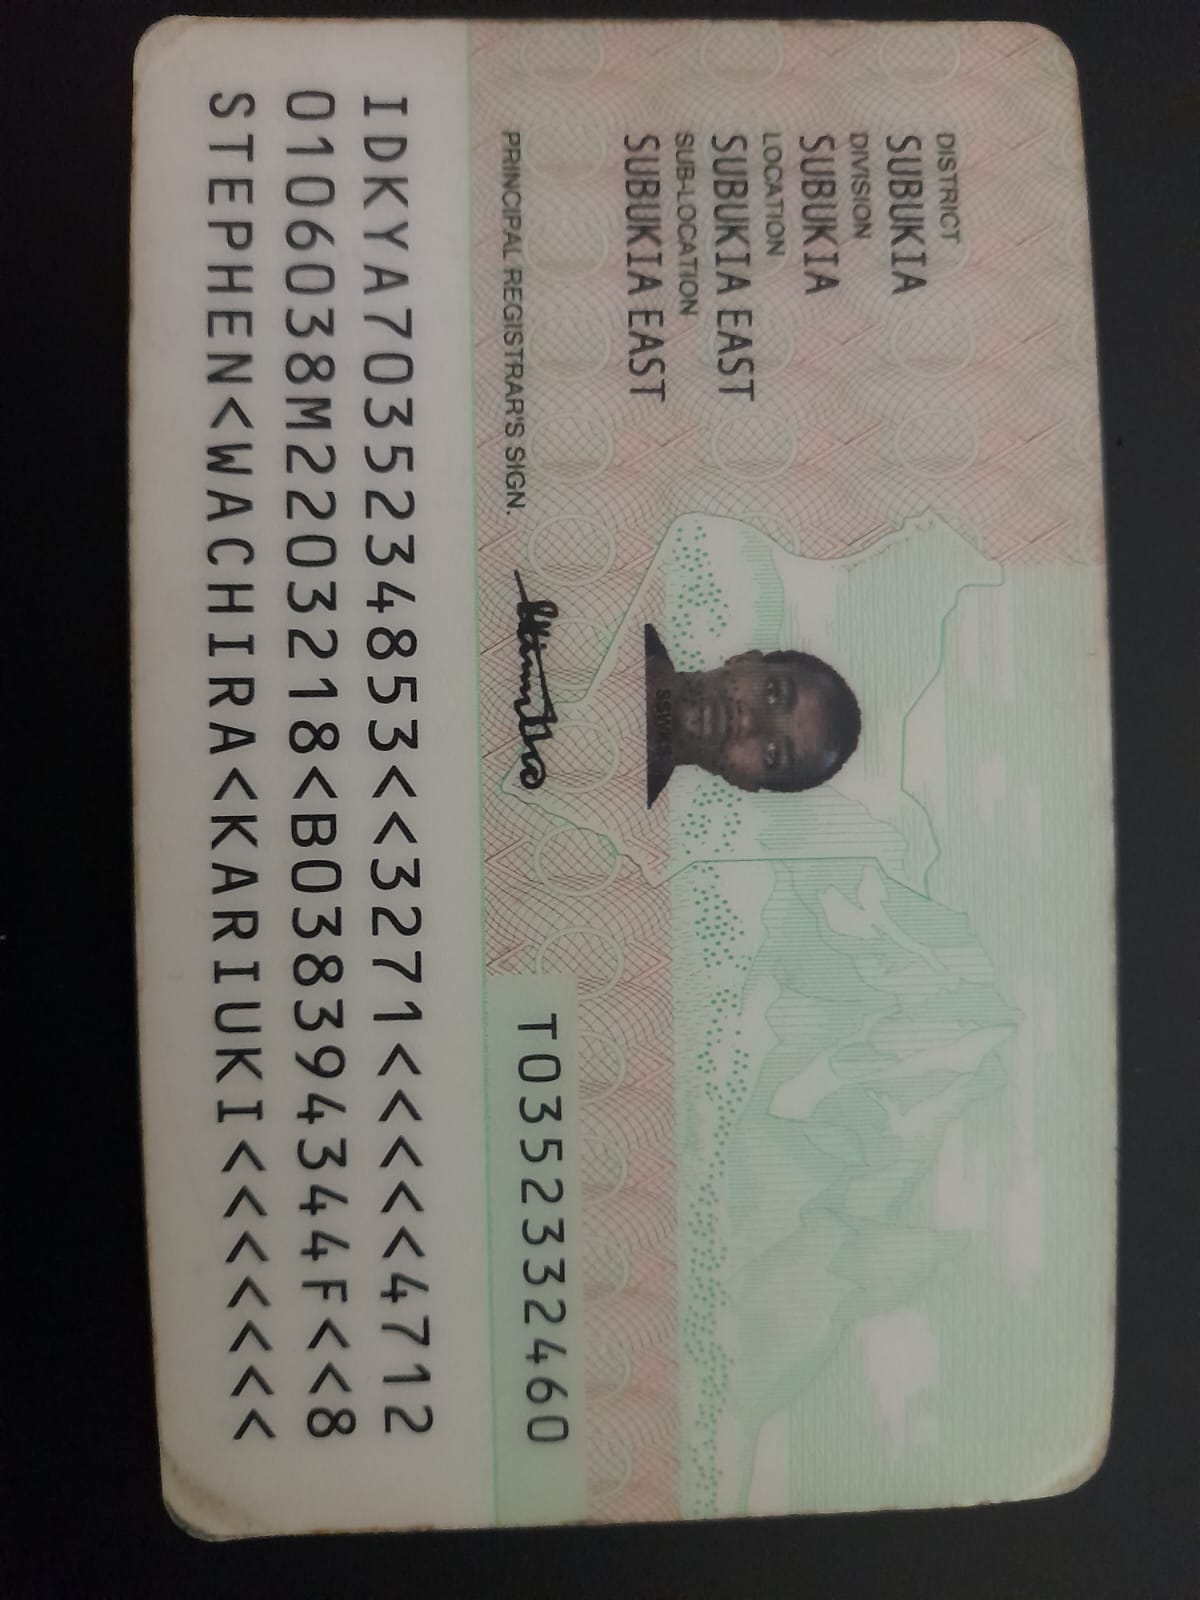 DISTRICT
SUBUKIA
DIVISION
SUBUKIA
LOCATION
SUBUKIA EAST
SUB-LOCATION
SUBUKIA EAST
PRINCIPAL REGISTRAR'S SIGN.
T0352332460
IDKYA7035234853<<3271<<<<<4712
0106038M2203218<B038394344F<<8
STEPHEN<WACHIRA<KARIUKI<<<<<<<